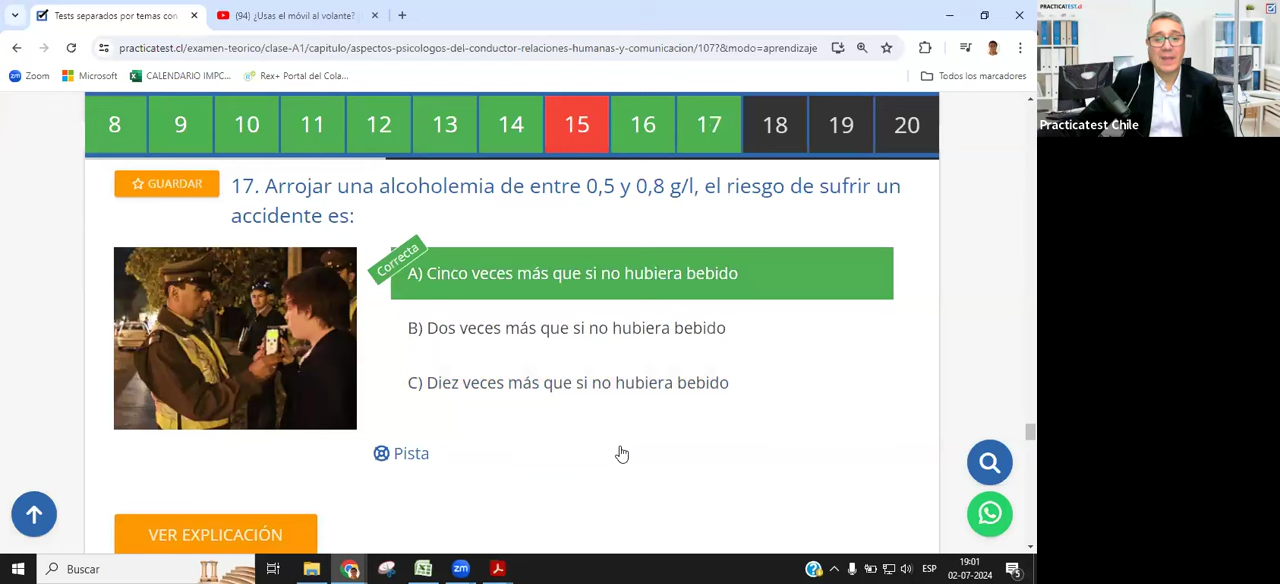 Tests separados por temas con
(94) ¿Usas el móvil al volante?
practicatest.cl/examen-teorico/clase-A1/capitulo/aspectos-psicologos-del-conductor-relaciones-humanas-y-comunicacion/107?&modo=aprendizaje
Zoom
Microsoft
CALENDARIO IMPC...
Rex+ Portal del Cola...
Todos los marcadores
PRACTICATEST.cl
Practicatest Chile
8 9 10 11 12 13 14 15 16 17 18 19 20
GUARDAR
17. Arrojar una alcoholemia de entre 0,5 y 0,8 g/l, el riesgo de sufrir un
accidente es:
Correcta
A) Cinco veces más que si no hubiera bebido
B) Dos veces más que si no hubiera bebido
C) Diez veces más que si no hubiera bebido
Pista
VER EXPLICACIÓN
zm
Buscar
zm
ESP
19:01
02-07-2024
5